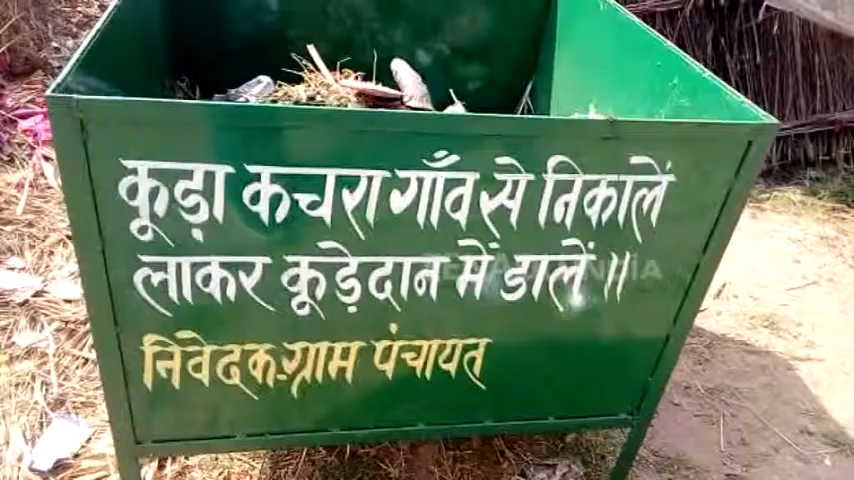 कूड़ा कचरा गाँव से निकालें
लाकर कूड़ेदान में डालें ॥
निवेदक-ग्राम पंचायत